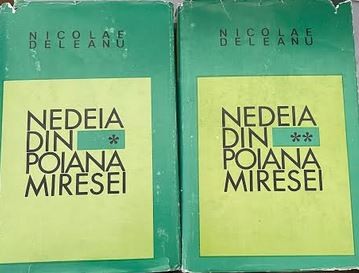 NICOLAE
DELEANU
NEDEIA
DIN *
POIANA
MIRESEI
NICOLAE
DELEANU
NEDEIA
DIN **
POIANA
MIRESEI